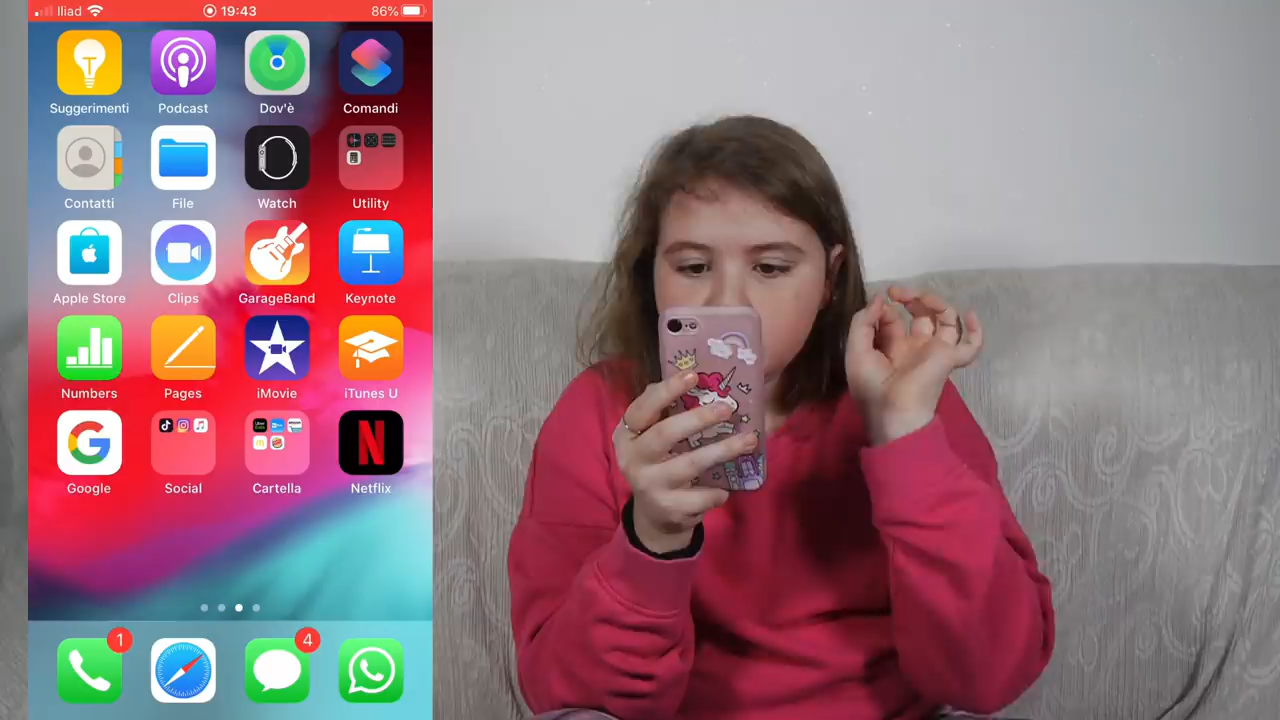 Iliad 19:43 86%
Suggerimenti Podcast Dov'è Comandi
Contatti File Watch Utility
Apple Store Clips GarageBand Keynote
Numbers Pages iMovie iTunes U
Google Social Cartella Netflix
1 4